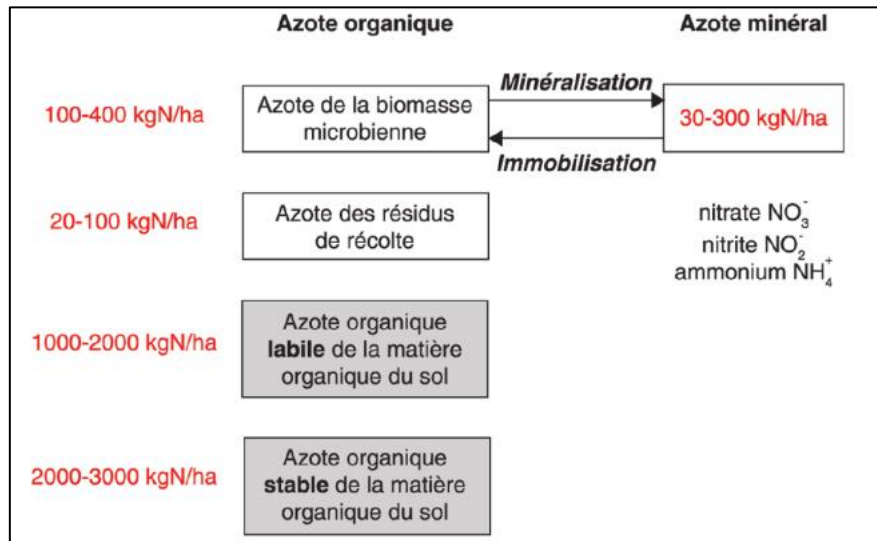 Azote organique
Azote minéral
100-400 kgN/ha
Azote de la biomasse
microbienne
Minéralisation
Immobilisation
30-300 kgN/ha
20-100 kgN/ha
Azote des résidus
de récolte
nitrate NO₃⁻
nitrite NO₂⁻
ammonium NH₄⁺
1000-2000 kgN/ha
Azote organique
labile de la matière
organique du sol
2000-3000 kgN/ha
Azote organique
stable de la matière
organique du sol